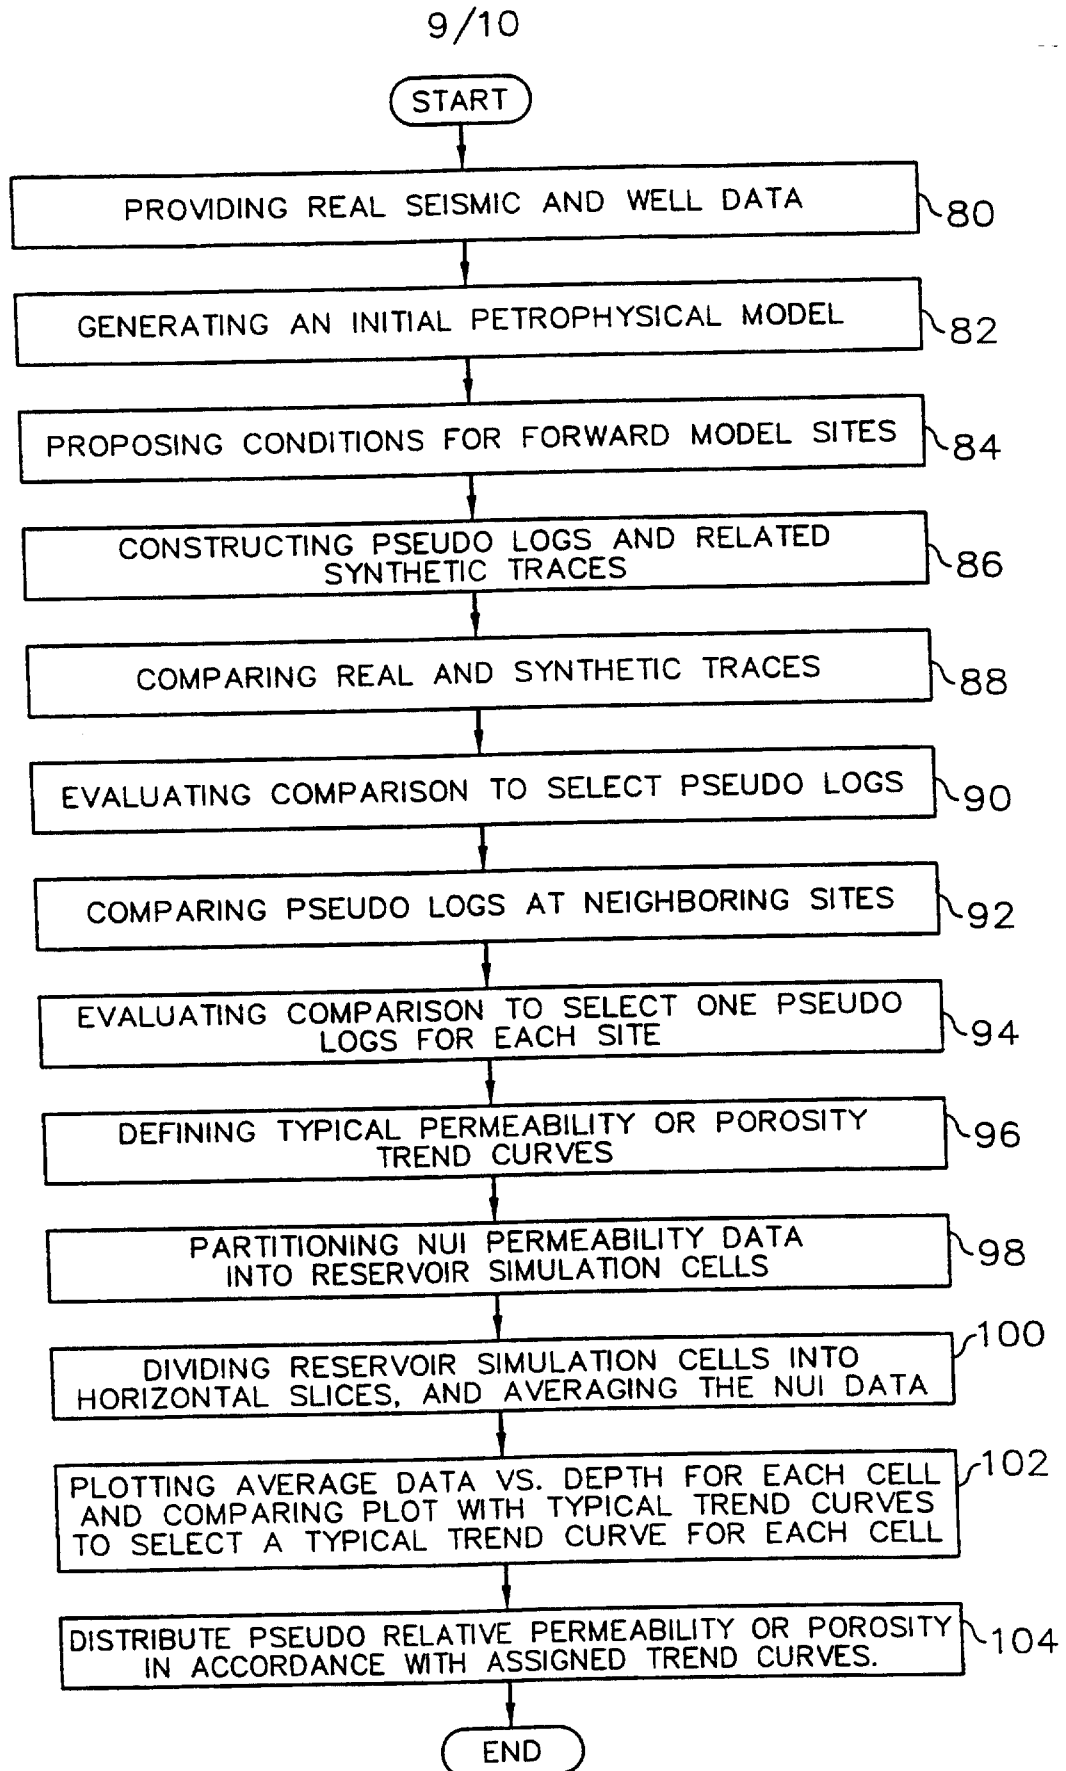 9/10
START
PROVIDING REAL SEISMIC AND WELL DATA
80
GENERATING AN INITIAL PETROPHYSICAL MODEL
82
PROPOSING CONDITIONS FOR FORWARD MODEL SITES
84
CONSTRUCTING PSEUDO LOGS AND RELATED
SYNTHETIC TRACES
86
COMPARING REAL AND SYNTHETIC TRACES
88
EVALUATING COMPARISON TO SELECT PSEUDO LOGS
90
COMPARING PSEUDO LOGS AT NEIGHBORING SITES
92
EVALUATING COMPARISON TO SELECT ONE PSEUDO
LOGS FOR EACH SITE
94
DEFINING TYPICAL PERMEABILITY OR POROSITY
TREND CURVES
96
PARTITIONING NUI PERMEABILITY DATA
INTO RESERVOIR SIMULATION CELLS
98
DIVIDING RESERVOIR SIMULATION CELLS INTO
HORIZONTAL SLICES, AND AVERAGING THE NUI DATA
100
PLOTTING AVERAGE DATA VS. DEPTH FOR EACH CELL
AND COMPARING PLOT WITH TYPICAL TREND CURVES
TO SELECT A TYPICAL TREND CURVE FOR EACH CELL
102
DISTRIBUTE PSEUDO RELATIVE PERMEABILITY OR POROSITY
IN ACCORDANCE WITH ASSIGNED TREND CURVES.
104
END